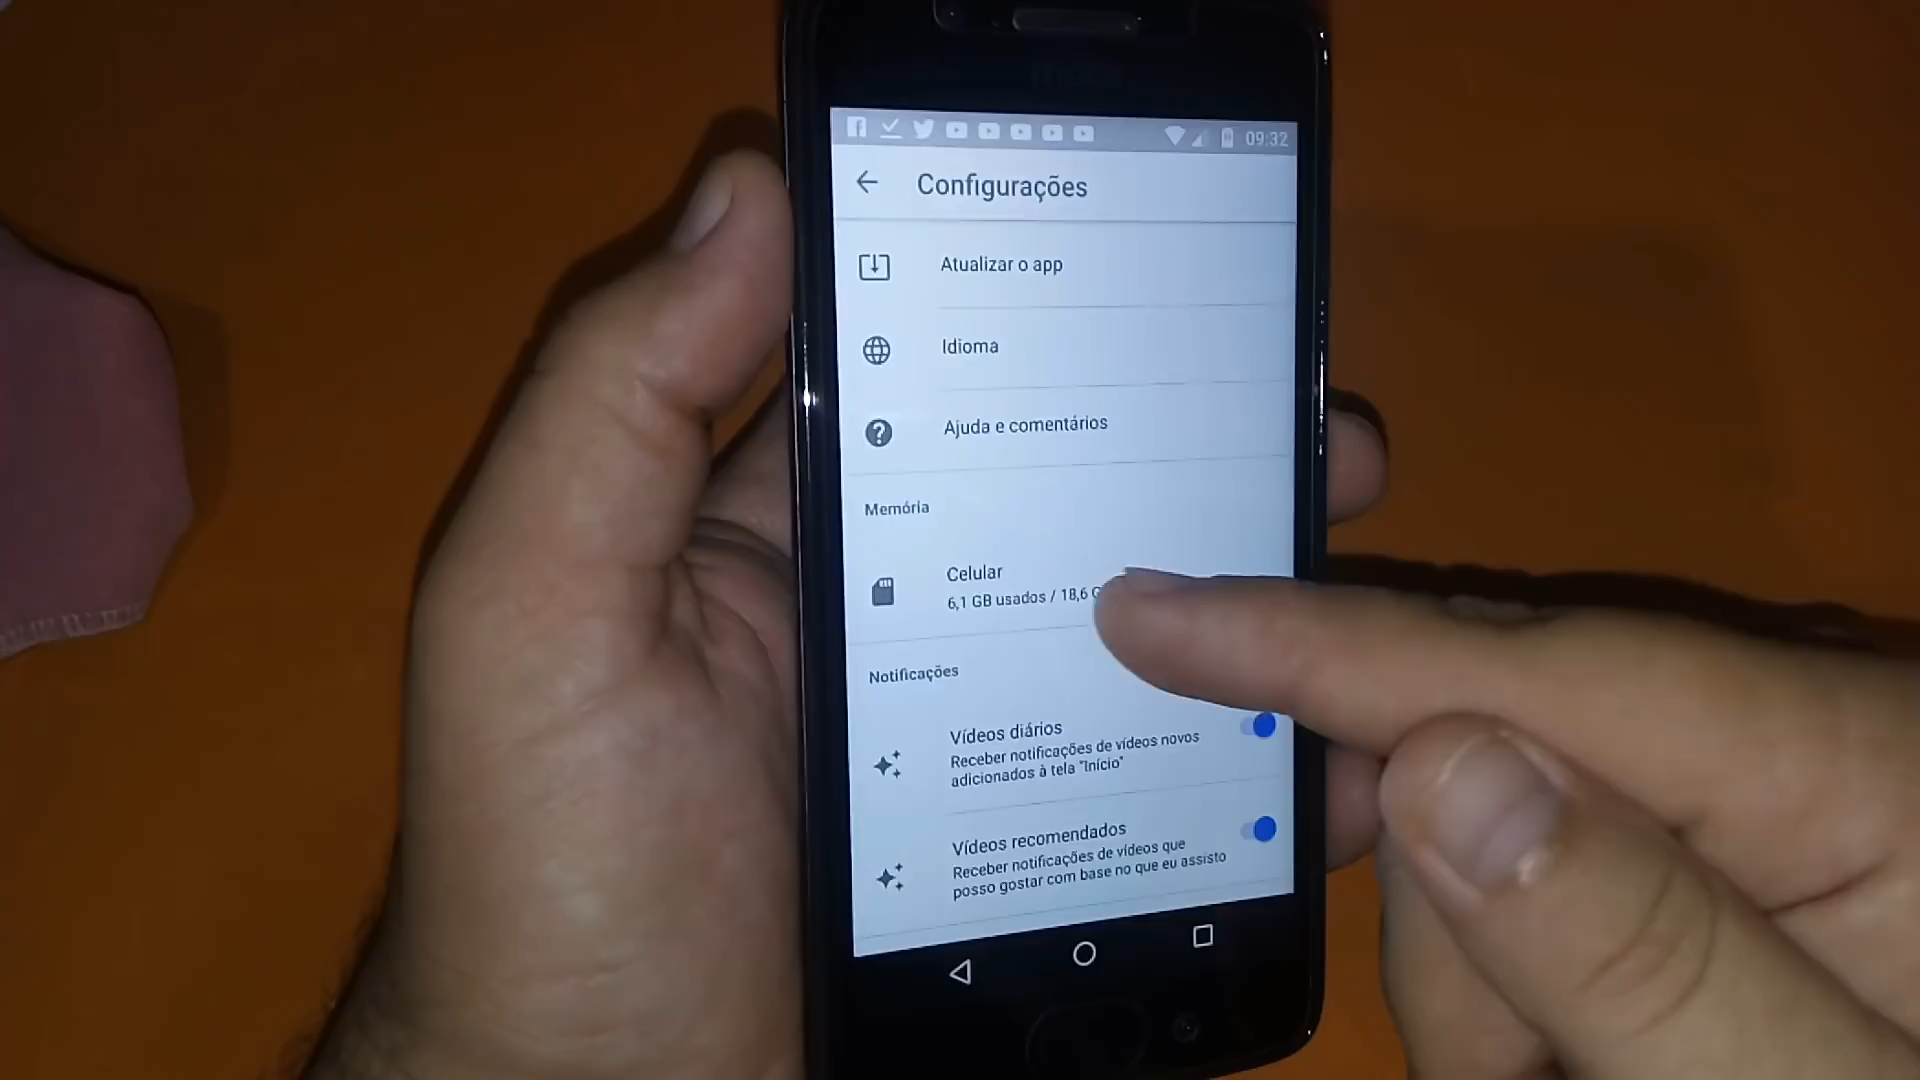 09:32
Configurações
Atualizar o app
Idioma
Ajuda e comentários
Memória
Celular
6,1 GB usados / 18,6
Notificações
Vídeos diários
Receber notificações de vídeos novos
adicionados à tela "Início"
Vídeos recomendados
Receber notificações de vídeos que
posso gostar com base no que eu assisto